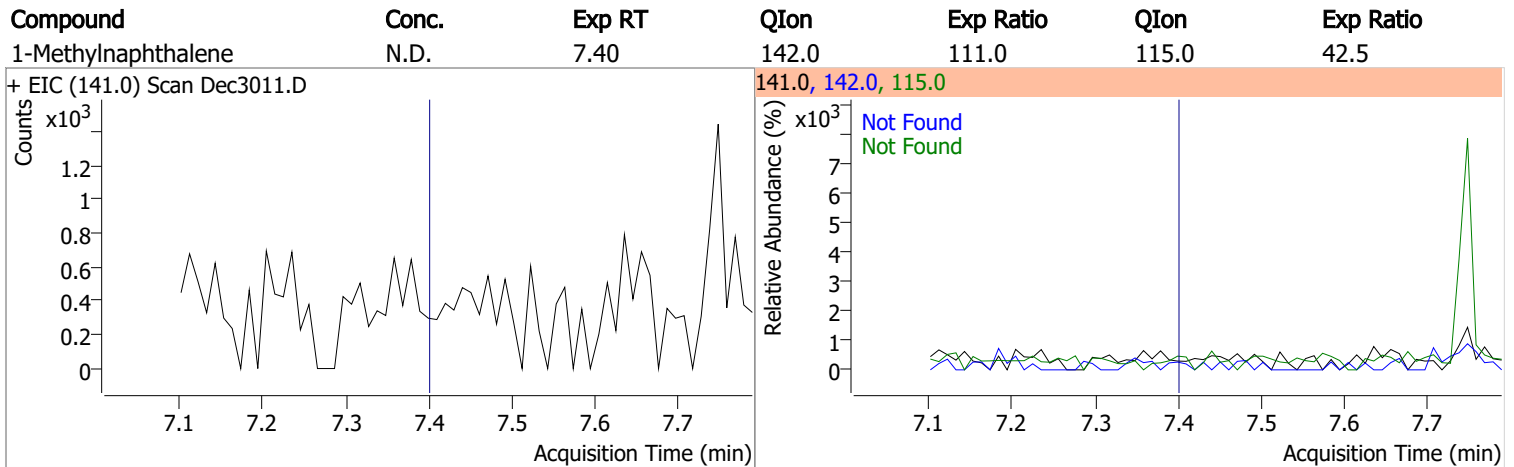 Compound Conc. Exp RT QIon Exp Ratio QIon Exp Ratio
1-Methylnaphthalene N.D. 7.40 142.0 111.0 115.0 42.5
+ EIC (141.0) Scan Dec3011.D
Counts
x10³
1.2
1
0.8
0.6
0.4
0.2
0
7.1 7.2 7.3 7.4 7.5 7.6 7.7
Acquisition Time (min)
141.0, 142.0, 115.0
Relative Abundance (%)
x10³
Not Found
Not Found
7
6
5
4
3
2
1
0
7.1 7.2 7.3 7.4 7.5 7.6 7.7
Acquisition Time (min)